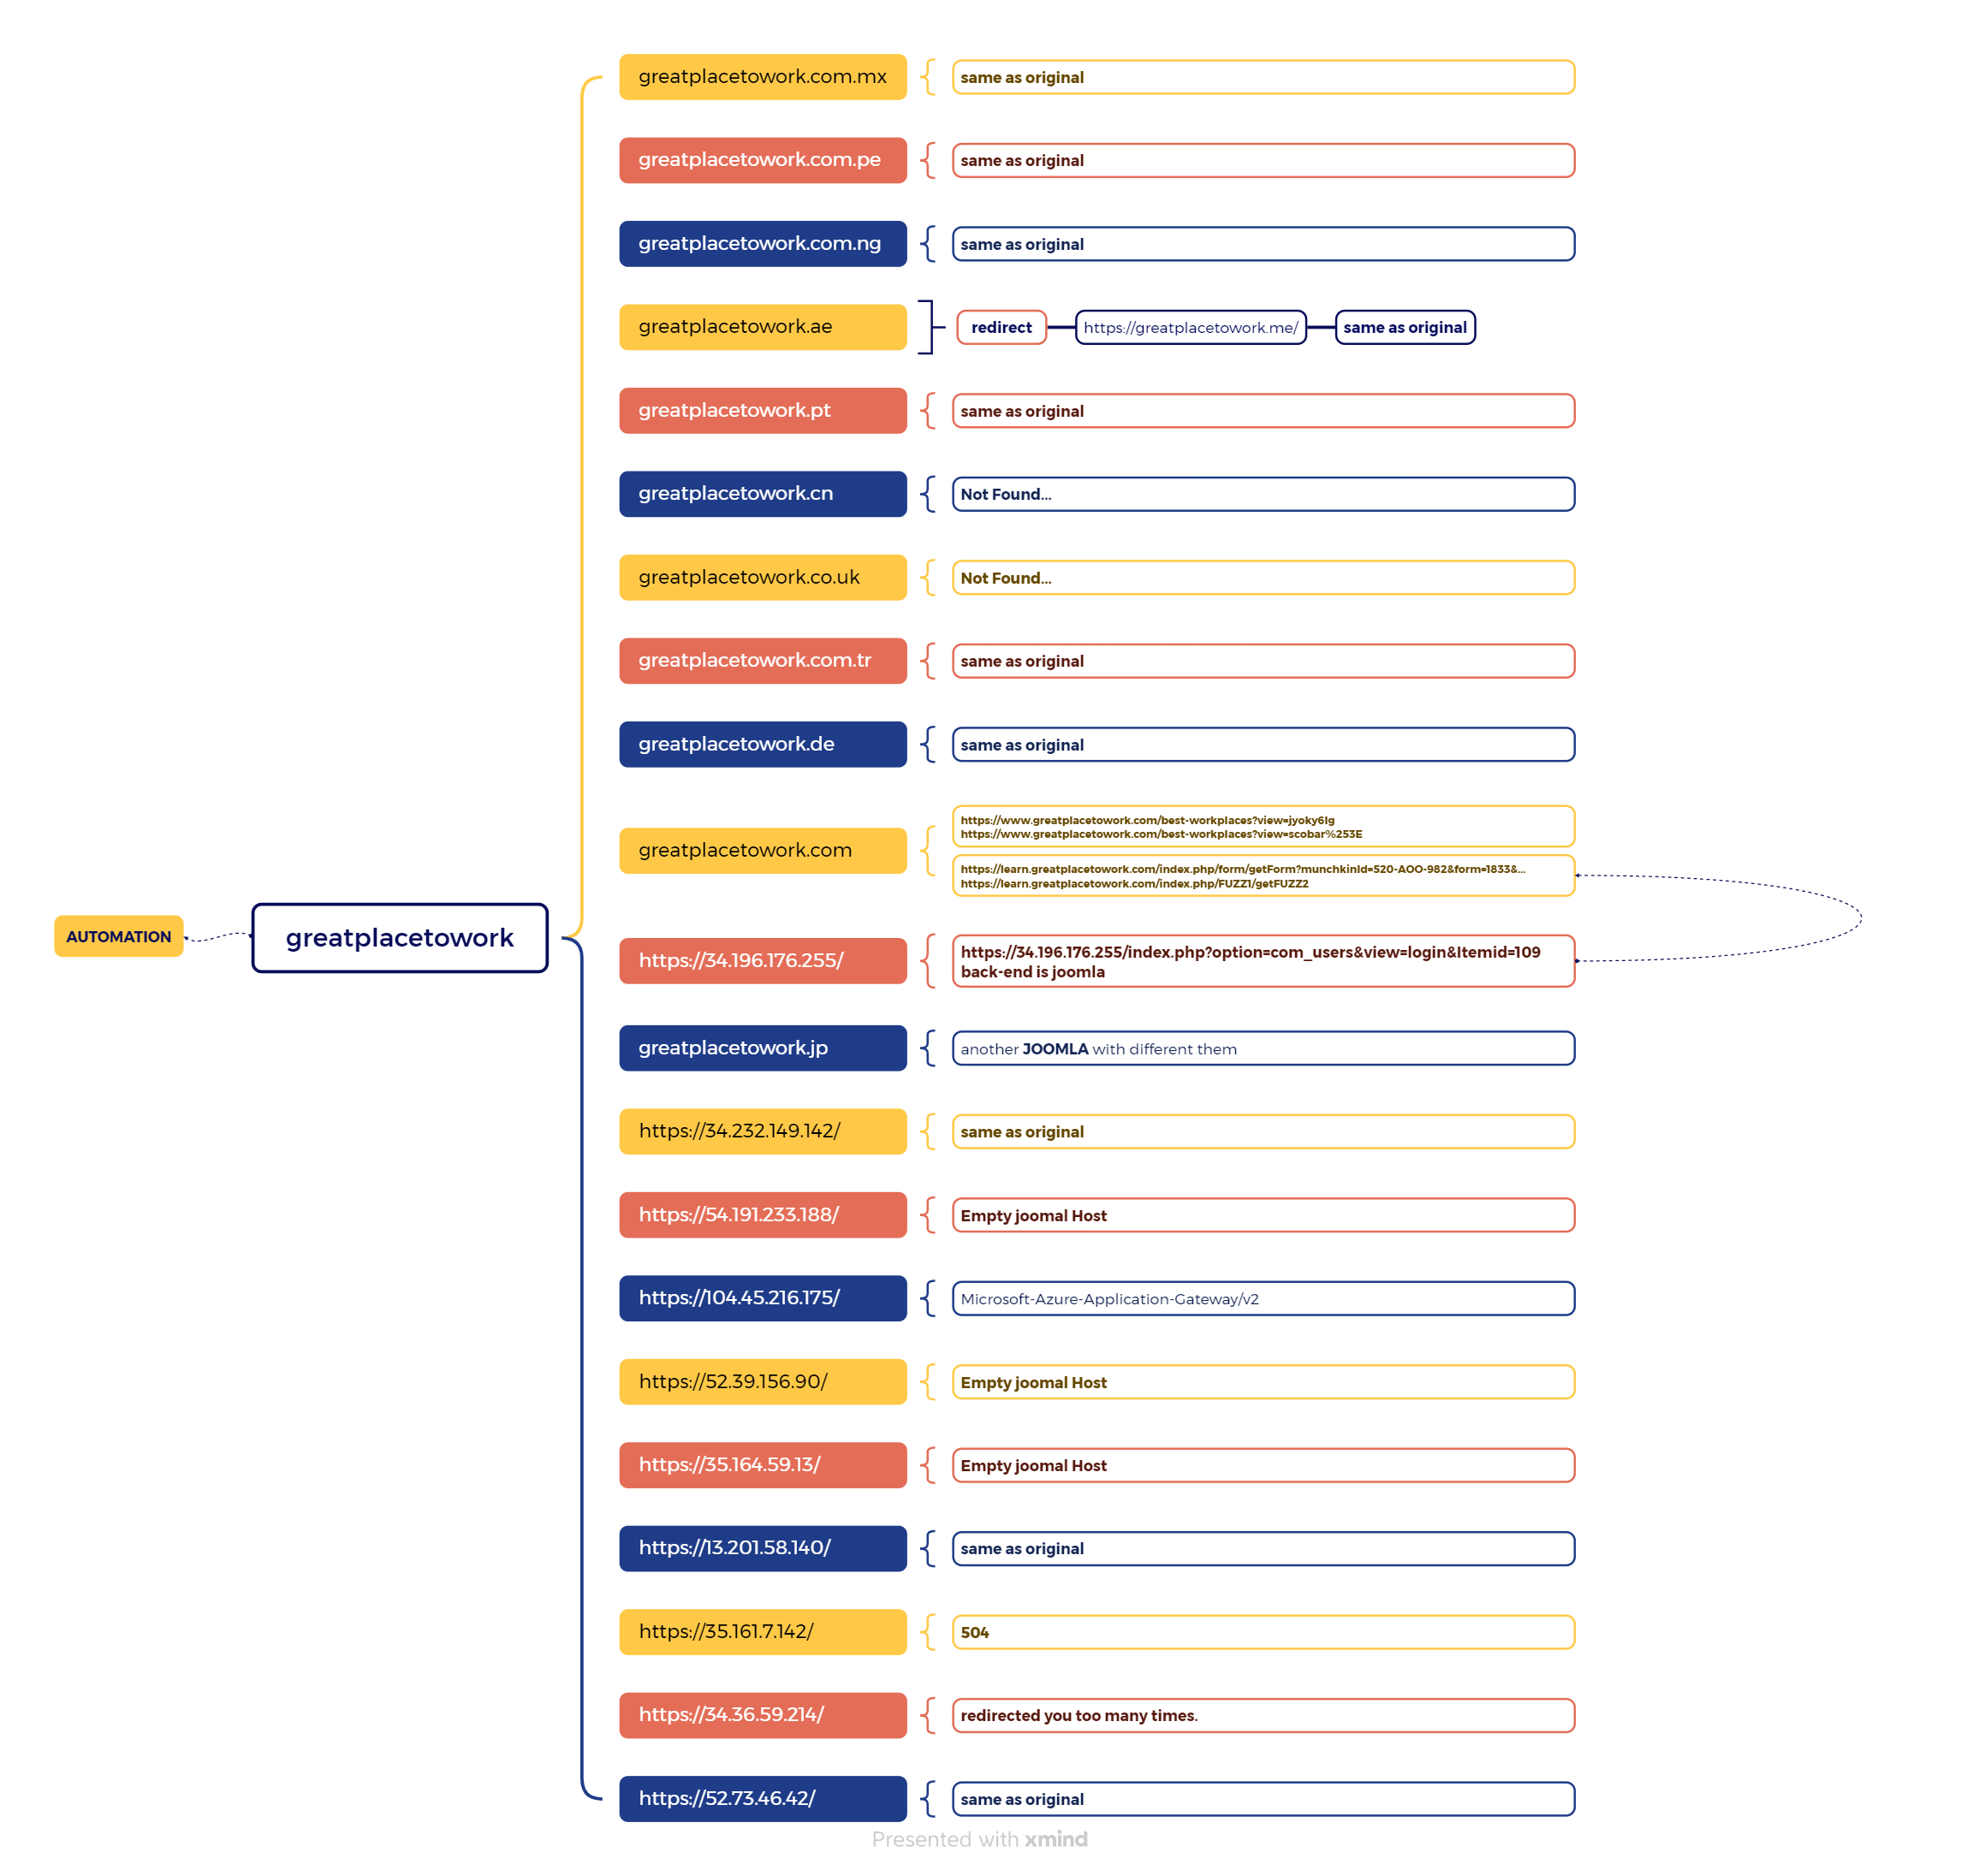 greatplacetowork.com.mx
same as original
greatplacetowork.com.pe
same as original
greatplacetowork.com.ng
same as original
greatplacetowork.ae
redirect
https://greatplacetowork.me/
same as original
greatplacetowork.pt
same as original
greatplacetowork.cn
Not Found...
greatplacetowork.co.uk
Not Found...
greatplacetowork.com.tr
same as original
greatplacetowork.de
same as original
greatplacetowork.com
https://www.greatplacetowork.com/best-workplaces?view=jyoky6lg
https://www.greatplacetowork.com/best-workplaces?view=scobar%253E
https://learn.greatplacetowork.com/index.php/form/getForm?munchkinId=520-AOO-982&form=1833&...
https://learn.greatplacetowork.com/index.php/FUZZ1/getFUZZ2
AUTOMATION
greatplacetowork
https://34.196.176.255/
https://34.196.176.255/index.php?option=com_users&view=login&Itemid=109
back-end is joomla
greatplacetowork.jp
another JOOMLA with different them
https://34.232.149.142/
same as original
https://54.191.233.188/
Empty joomal Host
https://104.45.216.175/
Microsoft-Azure-Application-Gateway/v2
https://52.39.156.90/
Empty joomal Host
https://35.164.59.13/
Empty joomal Host
https://13.201.58.140/
same as original
https://35.161.7.142/
504
https://34.36.59.214/
redirected you too many times.
https://52.73.46.42/
same as original
Presented with xmind